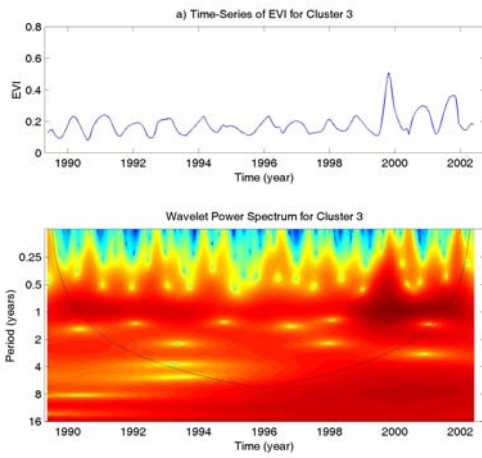 a) Time-Series of EVI for Cluster 3
0.8
0.6
0.4
0.2
0
EVI
1990 1992 1994 1996 1998 2000 2002
Time (year)
Wavelet Power Spectrum for Cluster 3
0.25
0.5
1
2
4
8
16
Period (years)
1990 1992 1994 1996 1998 2000 2002
Time (year)